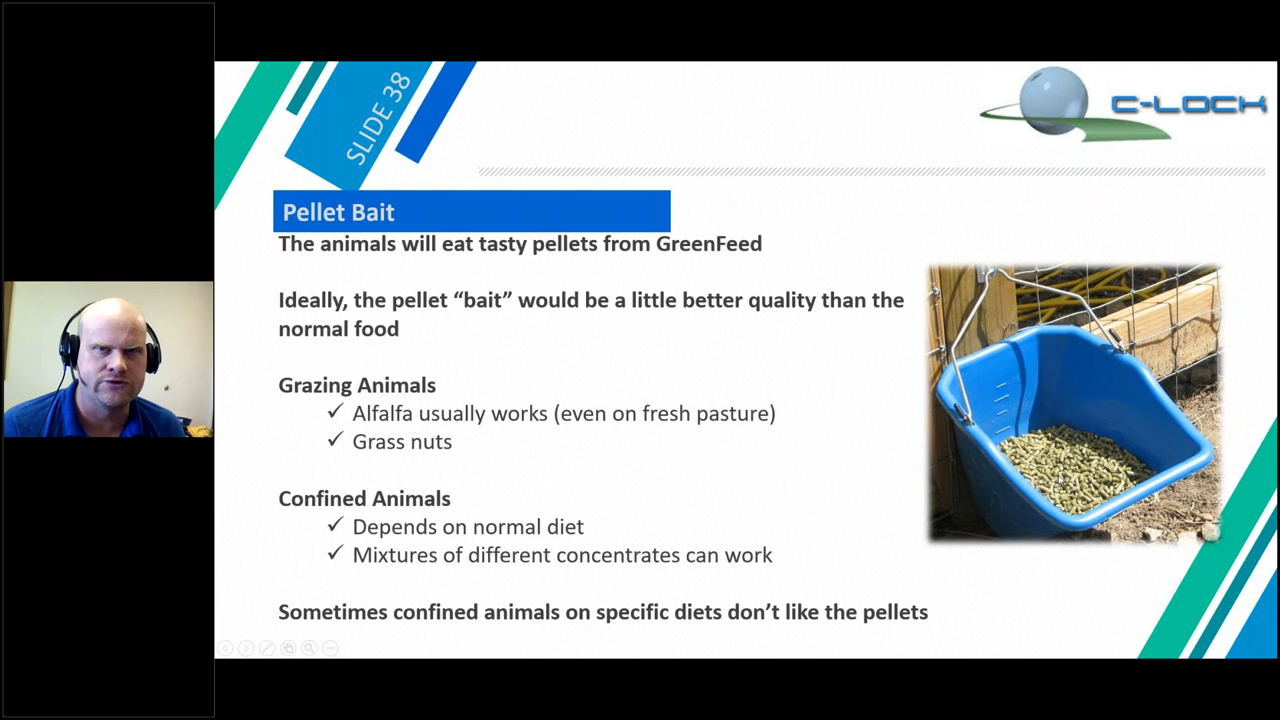 SLIDE 38
C-LOCK
Pellet Bait
The animals will eat tasty pellets from GreenFeed
Ideally, the pellet “bait” would be a little better quality than the
normal food
Grazing Animals
✓ Alfalfa usually works (even on fresh pasture)
✓ Grass nuts
Confined Animals
✓ Depends on normal diet
✓ Mixtures of different concentrates can work
Sometimes confined animals on specific diets don’t like the pellets